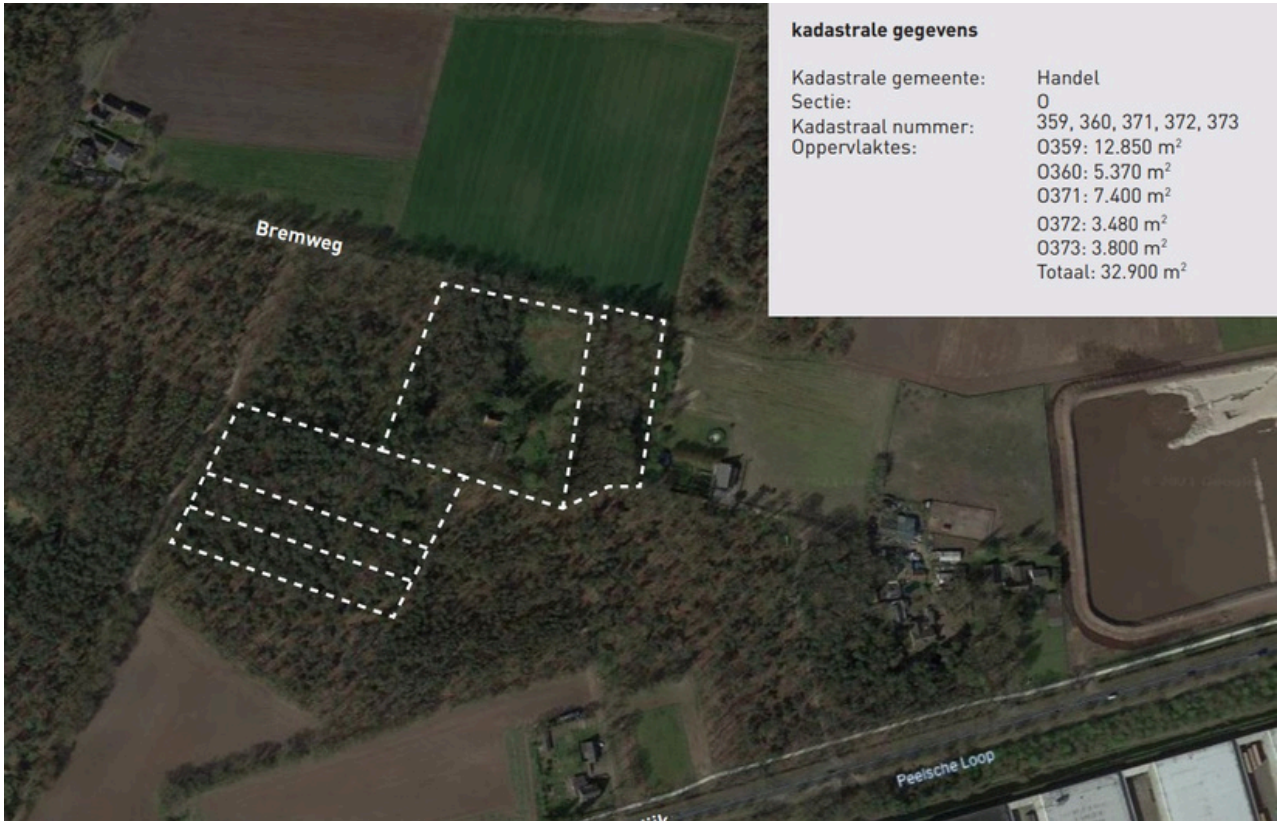 kadastrale gegevens
Kadastrale gemeente: Handel
Sectie: O
Kadastraal nummer: 359, 360, 371, 372, 373
Oppervlaktes: O359: 12.850 m²
O360: 5.370 m²
O371: 7.400 m²
O372: 3.480 m²
O373: 3.800 m²
Totaal: 32.900 m²
Bremweg
Peelsche Loop